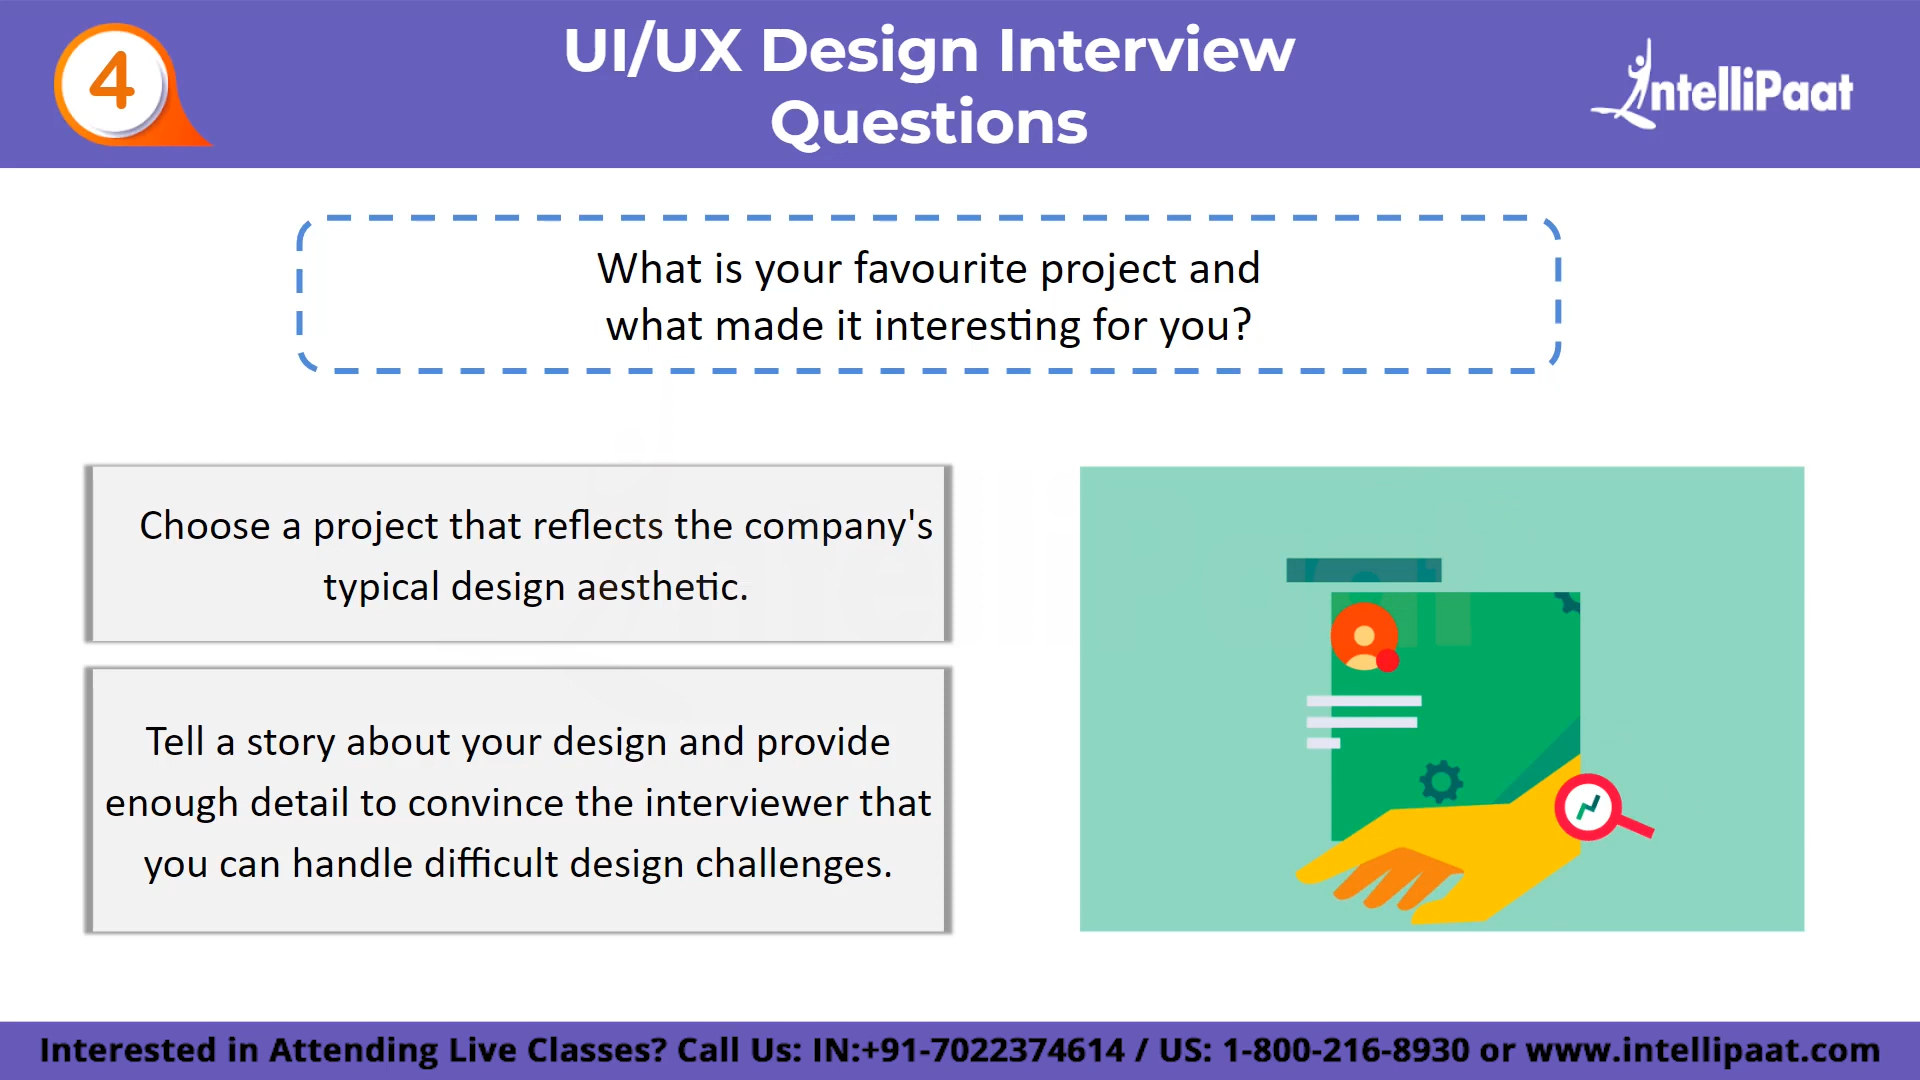 4
UI/UX Design Interview
Questions
IntelliPaat
What is your favourite project and
what made it interesting for you?
Choose a project that reflects the company's
typical design aesthetic.
Tell a story about your design and provide
enough detail to convince the interviewer that
you can handle difficult design challenges.
Interested in Attending Live Classes? Call Us: IN:+91-7022374614 / US: 1-800-216-8930 or www.intellipaat.com